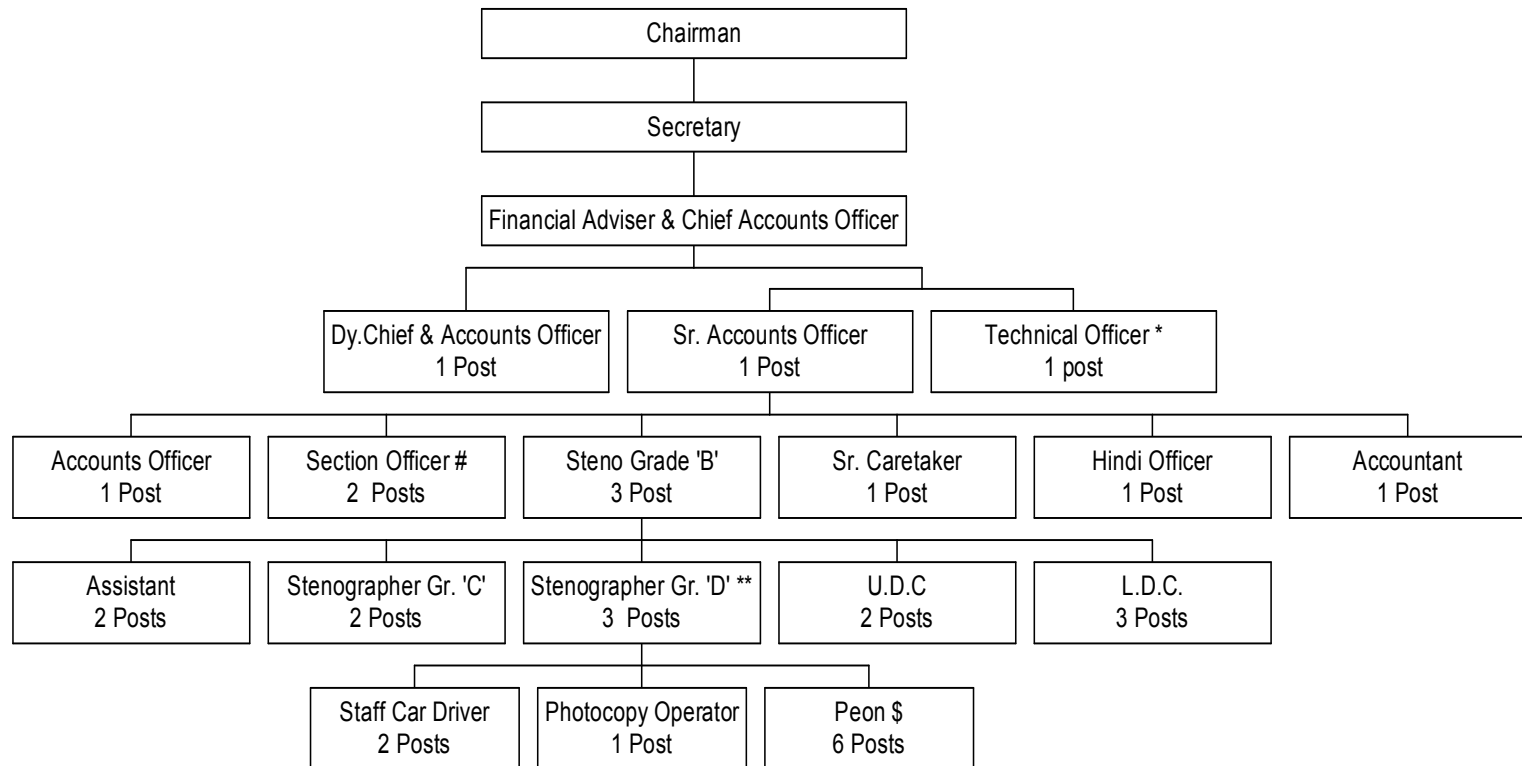 Chairman
Secretary
Financial Adviser & Chief Accounts Officer
Dy.Chief & Accounts Officer
1 Post
Sr. Accounts Officer
1 Post
Technical Officer *
1 post
Accounts Officer
1 Post
Section Officer #
2 Posts
Steno Grade 'B'
3 Post
Sr. Caretaker
1 Post
Hindi Officer
1 Post
Accountant
1 Post
Assistant
2 Posts
Stenographer Gr. 'C'
2 Posts
Stenographer Gr. 'D' **
3 Posts
U.D.C
2 Posts
L.D.C.
3 Posts
Staff Car Driver
2 Posts
Photocopy Operator
1 Post
Peon $
6 Posts